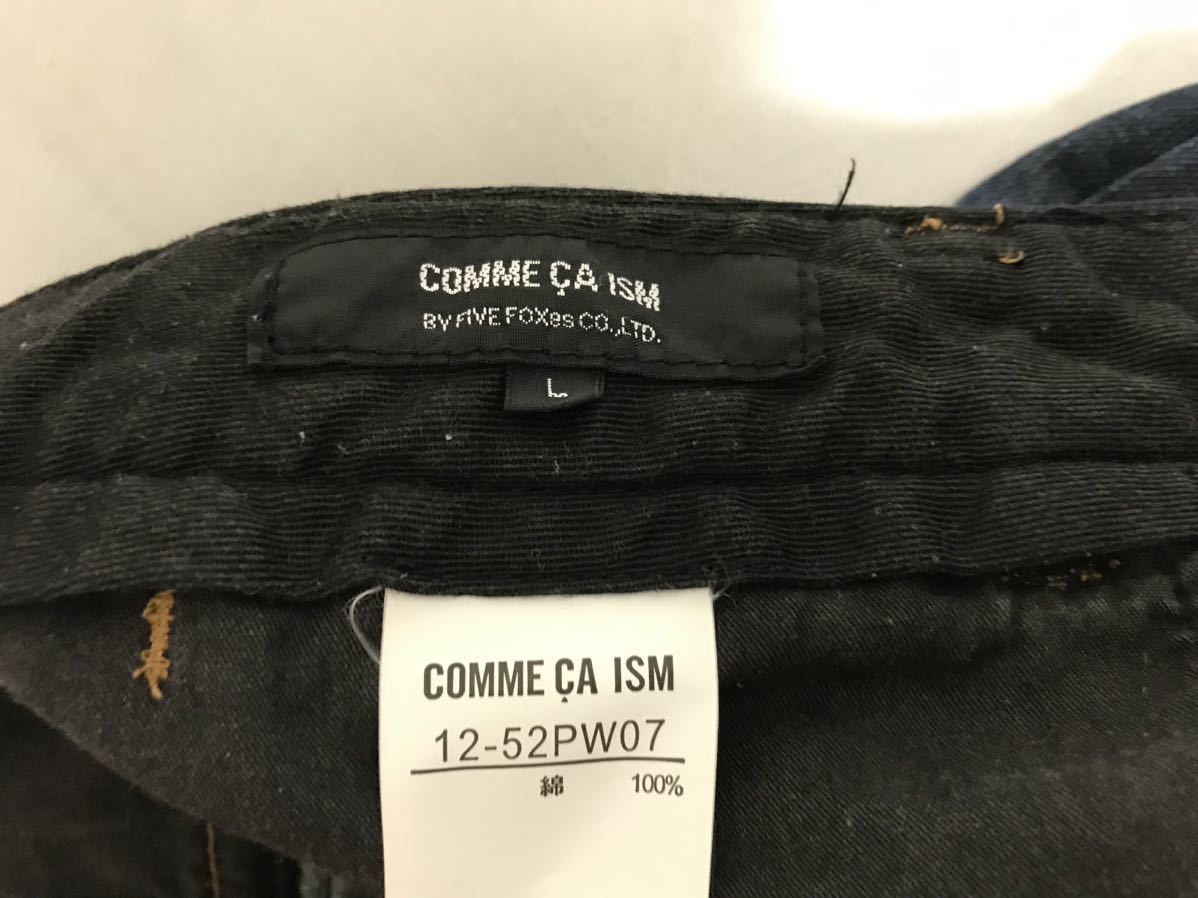 COMME ÇA ISM
BY FIVE FOXes CO.,LTD.
L
COMME ÇA ISM
12-52PW07
綿 100%